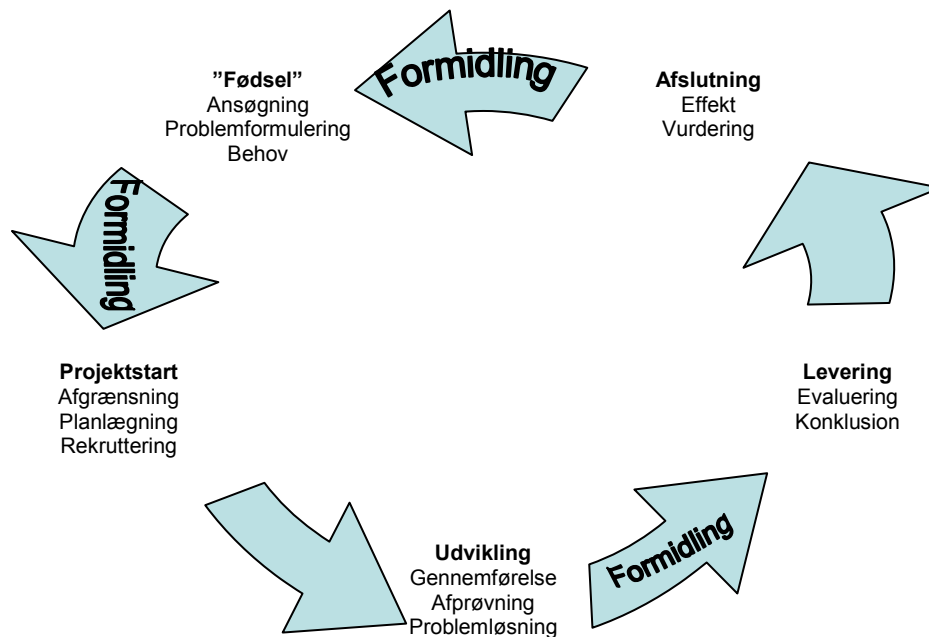 ”Fødsel”
Ansøgning
Problemformulering
Behov
Formidling
Projektstart
Afgrænsning
Planlægning
Rekruttering
Udvikling
Gennemførelse
Afprøvning
Problemløsning
Formidling
Levering
Evaluering
Konklusion
Afslutning
Effekt
Vurdering
Formidling